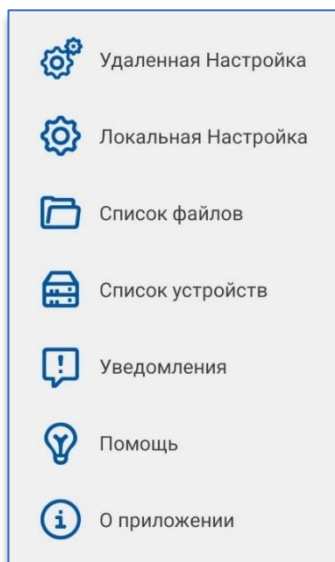 Удаленная Настройка
Локальная Настройка
Список файлов
Список устройств
Уведомления
Помощь
О приложении